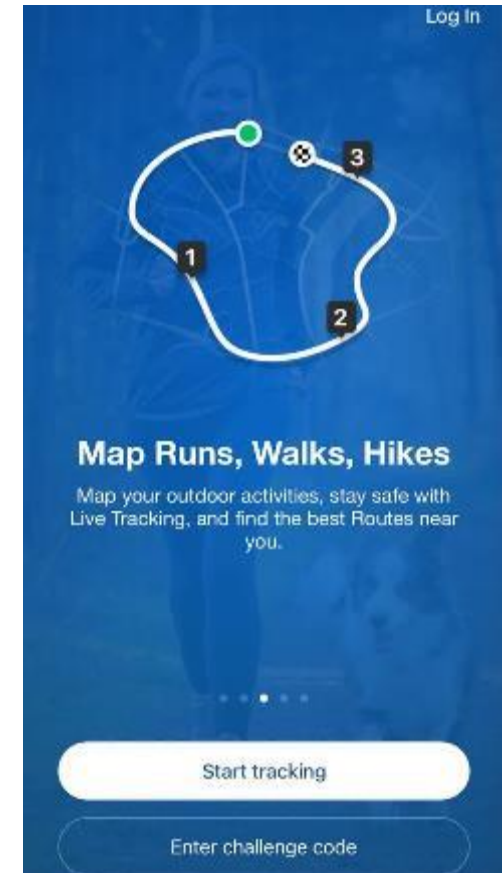 Log In
3
1
2
Map Runs, Walks, Hikes
Map your outdoor activities, stay safe with
Live Tracking, and find the best Routes near
you.
Start tracking
Enter challenge code